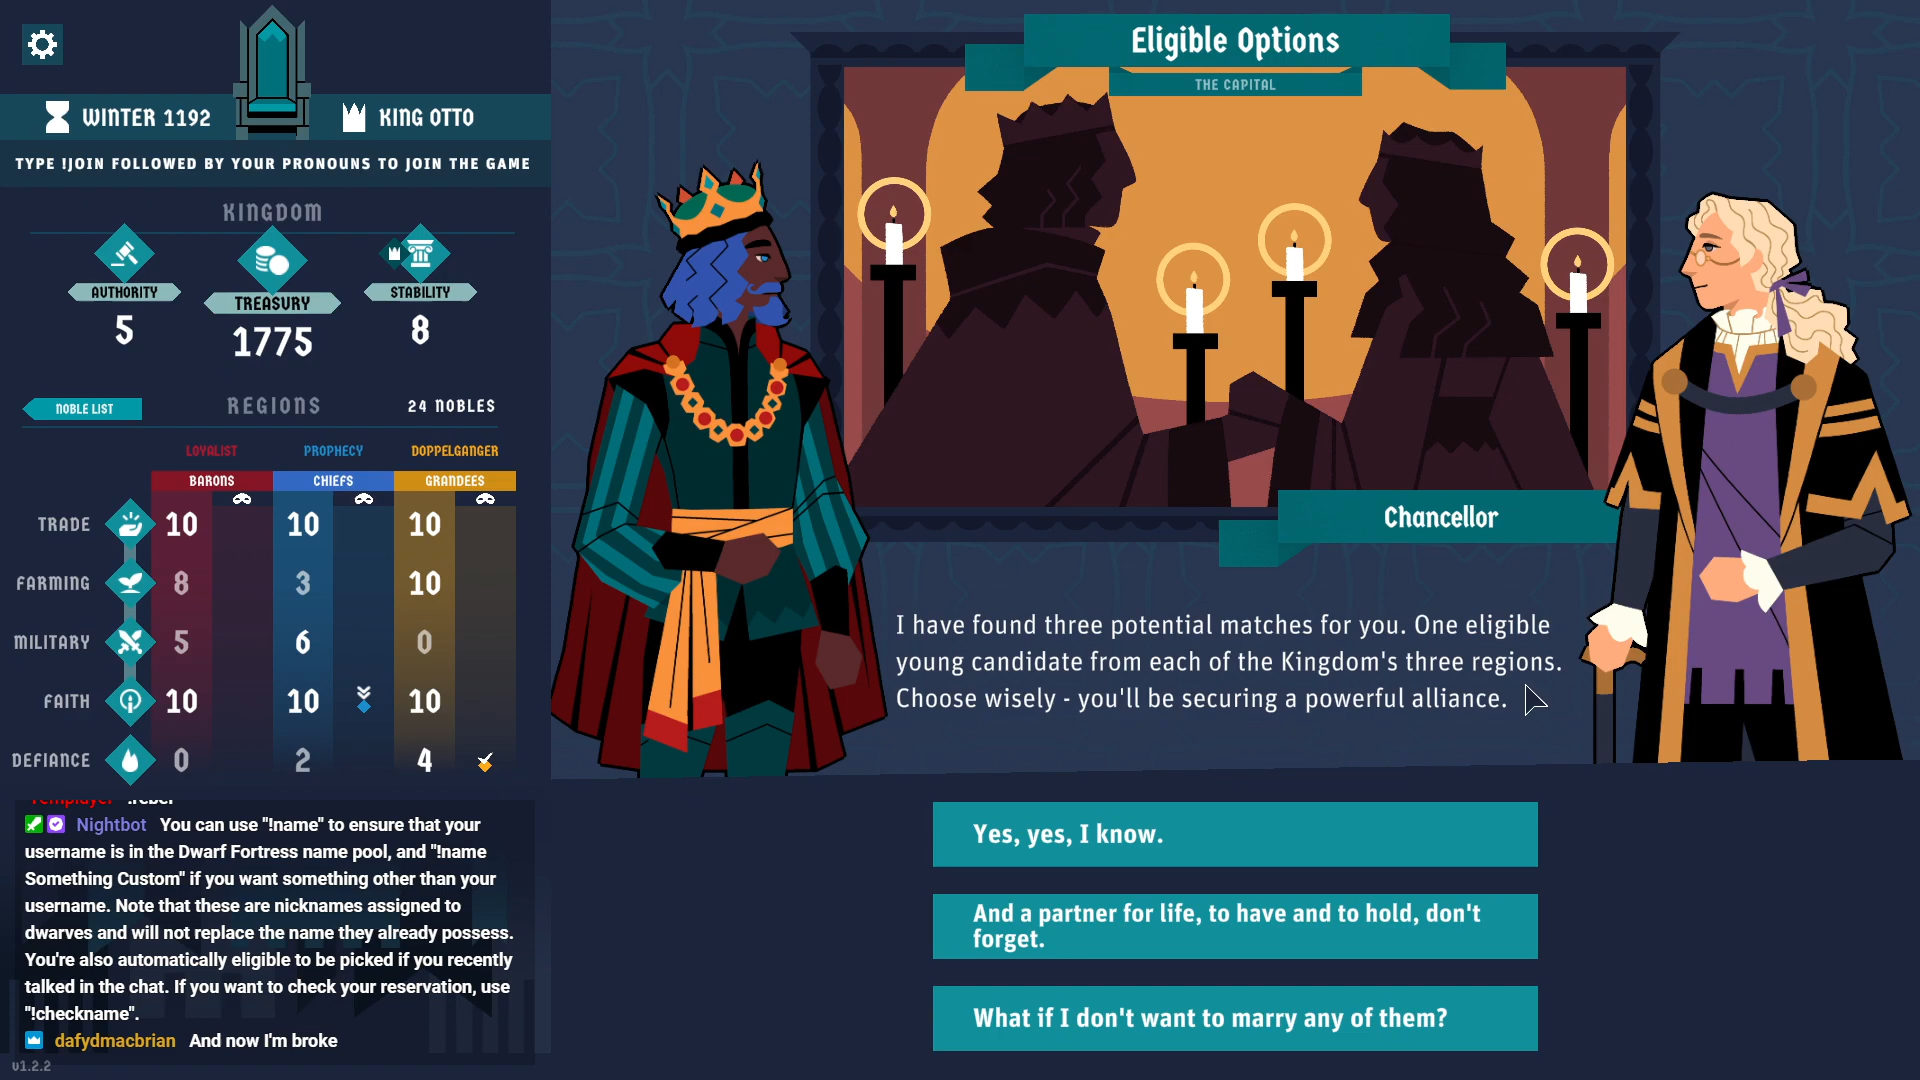 WINTER 1192
KING OTTO
TYPE !JOIN FOLLOWED BY YOUR PRONOUNS TO JOIN THE GAME
KINGDOM
AUTHORITY
TREASURY
STABILITY
5
1775
8
NOBLE LIST
REGIONS
24 NOBLES
LOYALIST PROPHECY DOPPELGANGER
BARONS CHIEFS GRANDEES
TRADE 10 10 10
FARMING 8 3 10
MILITARY 5 6 0
FAITH 10 10 10
DEFIANCE 0 2 4
Nightbot You can use "!name" to ensure that your
username is in the Dwarf Fortress name pool, and "!name
Something Custom" if you want something other than your
username. Note that these are nicknames assigned to
dwarves and will not replace the name they already possess.
You're also automatically eligible to be picked if you recently
talked in the chat. If you want to check your reservation, use
"!checkname".
dafydmacbrian And now I'm broke
v1.2.2
Eligible Options
THE CAPITAL
Chancellor
I have found three potential matches for you. One eligible
young candidate from each of the Kingdom's three regions.
Choose wisely - you'll be securing a powerful alliance.
Yes, yes, I know.
And a partner for life, to have and to hold, don't
forget.
What if I don't want to marry any of them?